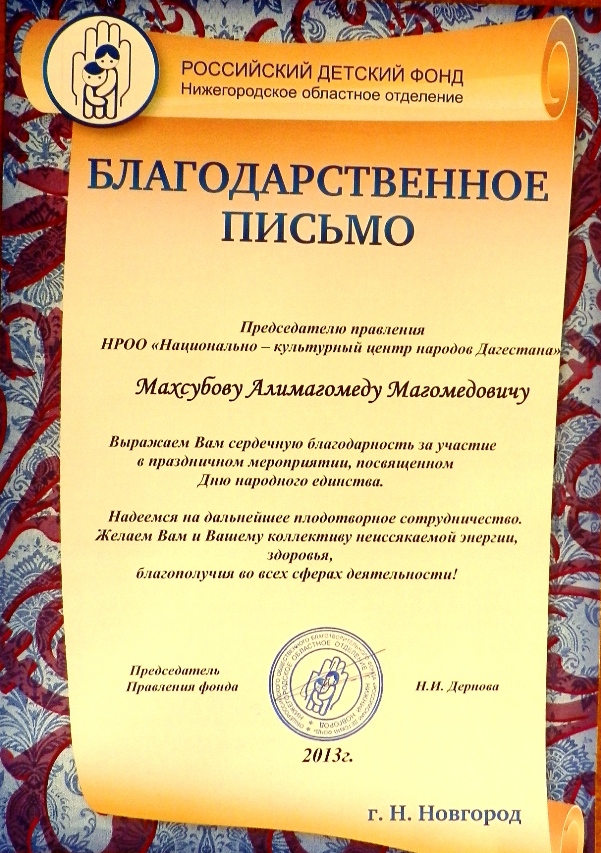 РОССИЙСКИЙ ДЕТСКИЙ ФОНД
Нижегородское областное отделение
БЛАГОДАРСТВЕННОЕ
ПИСЬМО
Председателю правления
НРОО «Национально – культурный центр народов Дагестана»
Махсубову Алимагомеду Магомедовичу
Выражаем Вам сердечную благодарность за участие
в праздничном мероприятии, посвященном
Дню народного единства.
Надеемся на дальнейшее плодотворное сотрудничество.
Желаем Вам и Вашему коллективу неиссякаемой энергии,
здоровья,
благополучия во всех сферах деятельности!
Председатель
Правления фонда
Н.И. Дернова
2013г.
г. Н. Новгород